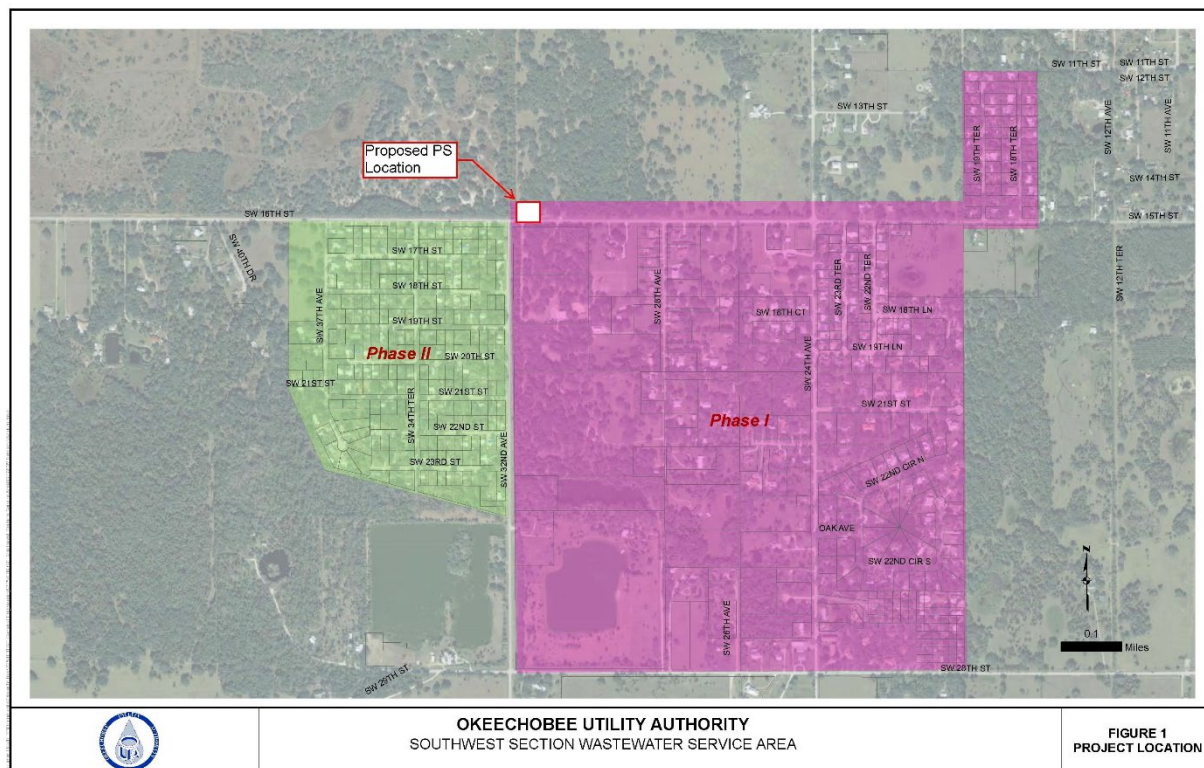 SW 11TH ST
SW 11TH ST
SW 12TH ST
SW 13TH ST
SW 12TH AVE
SW 11TH AVE
SW 19TH TER
SW 18TH TER
Proposed PS
Location
SW 14TH ST
SW 16TH ST
SW 15TH ST
SW 40TH DR
SW 17TH ST
SW 12TH TER
SW 18TH ST
SW 28TH AVE
SW 23RD TER
SW 22ND TER
SW 37TH AVE
SW 19TH ST
SW 18TH CT
SW 18TH LN
Phase II
SW 20TH ST
SW 24TH AVE
SW 19TH LN
SW 21ST ST
SW 21ST ST
SW 34TH TER
SW 21ST ST
Phase I
SW 22ND ST
SW 32ND AVE
SW 23RD ST
SW 22ND CIR N
OAK AVE
SW 22ND CIR S
SW 26TH AVE
Z
0.1
Miles
SW 28TH ST
SW 29TH ST
OKEECHOBEE UTILITY AUTHORITY
SOUTHWEST SECTION WASTEWATER SERVICE AREA
FIGURE 1
PROJECT LOCATION